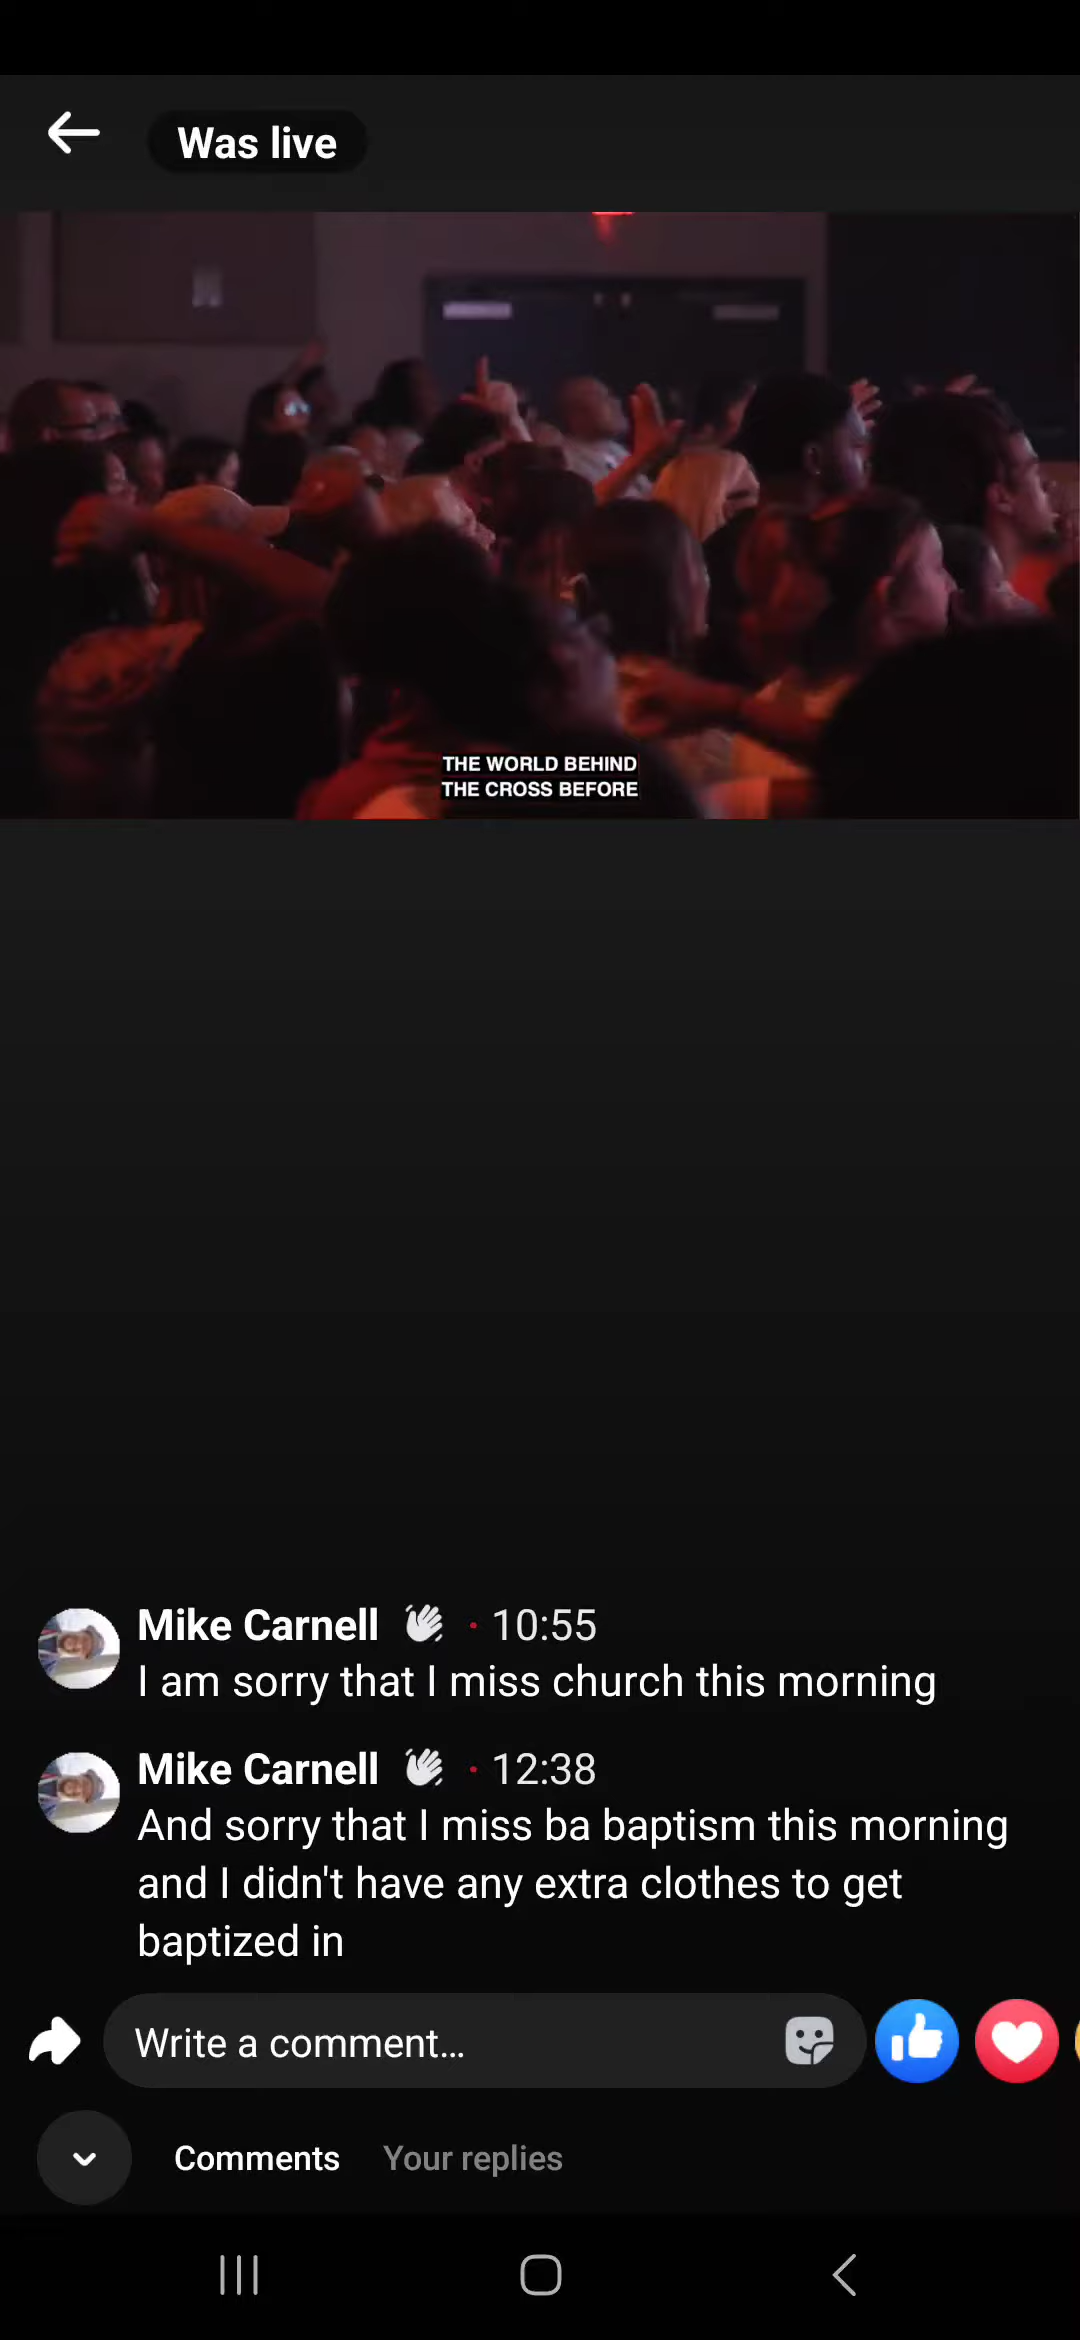 Was live
THE WORLD BEHIND
THE CROSS BEFORE
Mike Carnell 👋 · 10:55
I am sorry that I miss church this morning
Mike Carnell 👋 · 12:38
And sorry that I miss ba baptism this morning
and I didn't have any extra clothes to get
baptized in
Write a comment...
Comments Your replies